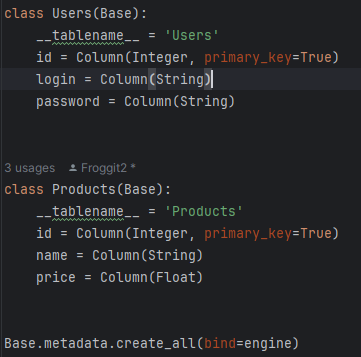 class Users(Base):
    __tablename__ = 'Users'
    id = Column(Integer, primary_key=True)
    login = Column(String)
    password = Column(String)
3 usages   Froggit2 *
class Products(Base):
    __tablename__ = 'Products'
    id = Column(Integer, primary_key=True)
    name = Column(String)
    price = Column(Float)
Base.metadata.create_all(bind=engine)